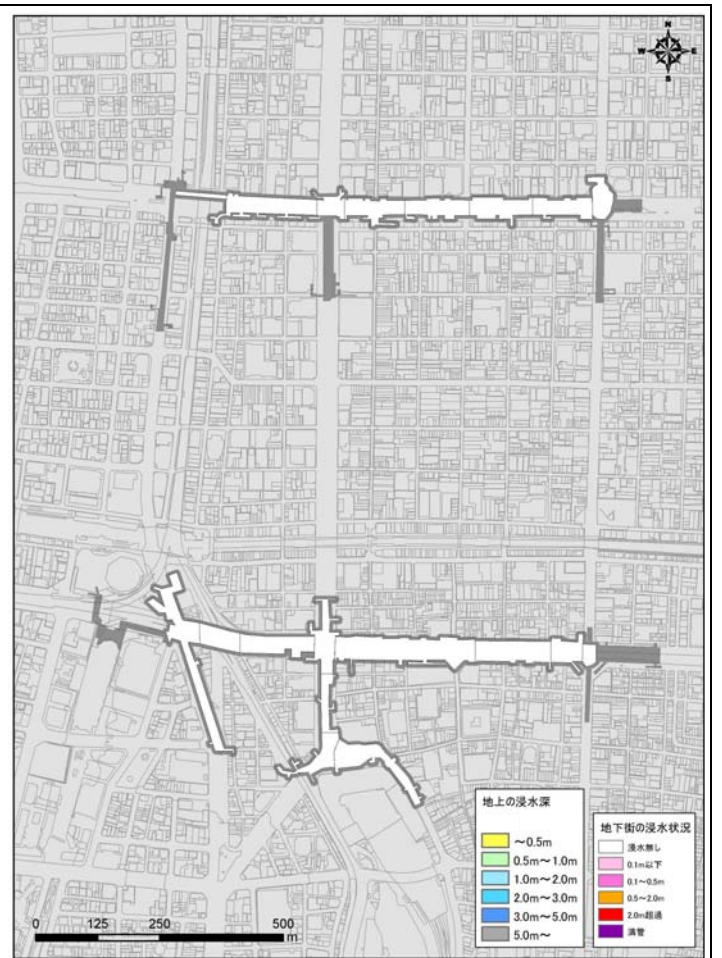 N
W E
S
地上の浸水深
～0.5m
0.5m～1.0m
1.0m～2.0m
2.0m～3.0m
3.0m～5.0m
5.0m～
地下街の浸水状況
浸水無し
0.1m以下
0.1～0.5m
0.5～2.0m
2.0m超過
満管
0 125 250 500
m